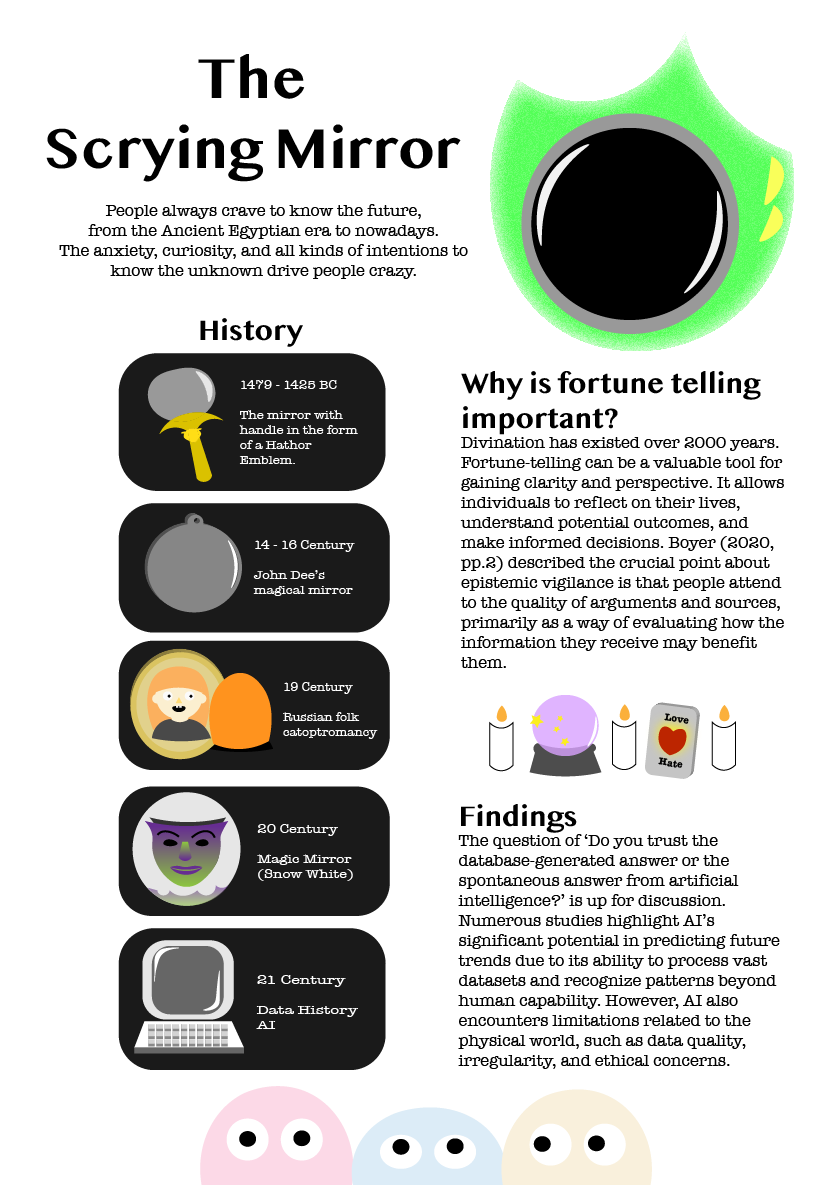 The
Scrying Mirror
People always crave to know the future,
from the Ancient Egyptian era to nowadays.
The anxiety, curiosity, and all kinds of intentions to
know the unknown drive people crazy.
History
1479 - 1425 BC
The mirror with
handle in the form
of a Hathor
Emblem.
14 - 16 Century
John Dee's
magical mirror
19 Century
Russian folk
catoptromancy
20 Century
Magic Mirror
(Snow White)
21 Century
Data History
AI
Why is fortune telling
important?
Divination has existed over 2000 years.
Fortune-telling can be a valuable tool for
gaining clarity and perspective. It allows
individuals to reflect on their lives,
understand potential outcomes, and
make informed decisions. Boyer (2020,
pp.2) described the crucial point about
epistemic vigilance is that people attend
to the quality of arguments and sources,
primarily as a way of evaluating how the
information they receive may benefit
them.
Love
Hate
Findings
The question of ‘Do you trust the
database-generated answer or the
spontaneous answer from artificial
intelligence?’ is up for discussion.
Numerous studies highlight AI’s
significant potential in predicting future
trends due to its ability to process vast
datasets and recognize patterns beyond
human capability. However, AI also
encounters limitations related to the
physical world, such as data quality,
irregularity, and ethical concerns.